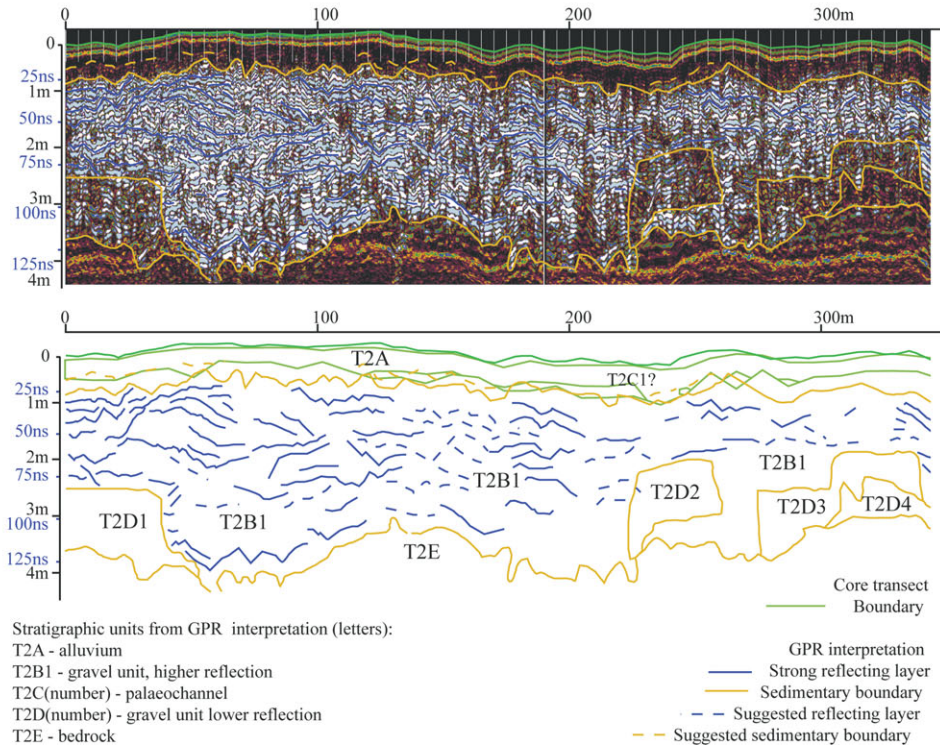 0 100 200 300m
0
25ns
1m
50ns
2m
75ns
3m
100ns
125ns
4m
0 100 200 300m
0
T2A
T2C1?
25ns
1m
50ns
2m
T2B1
75ns
T2B1
T2D2
3m
T2D1
T2B1
T2D3
T2D4
100ns
T2E
125ns
4m
Core transect
Boundary
Stratigraphic units from GPR interpretation (letters):
T2A - alluvium
T2B1 - gravel unit, higher reflection
T2C(number) - palaeochannel
T2D(number) - gravel unit lower reflection
T2E - bedrock
GPR interpretation
Strong reflecting layer
Sedimentary boundary
Suggested reflecting layer
Suggested sedimentary boundary